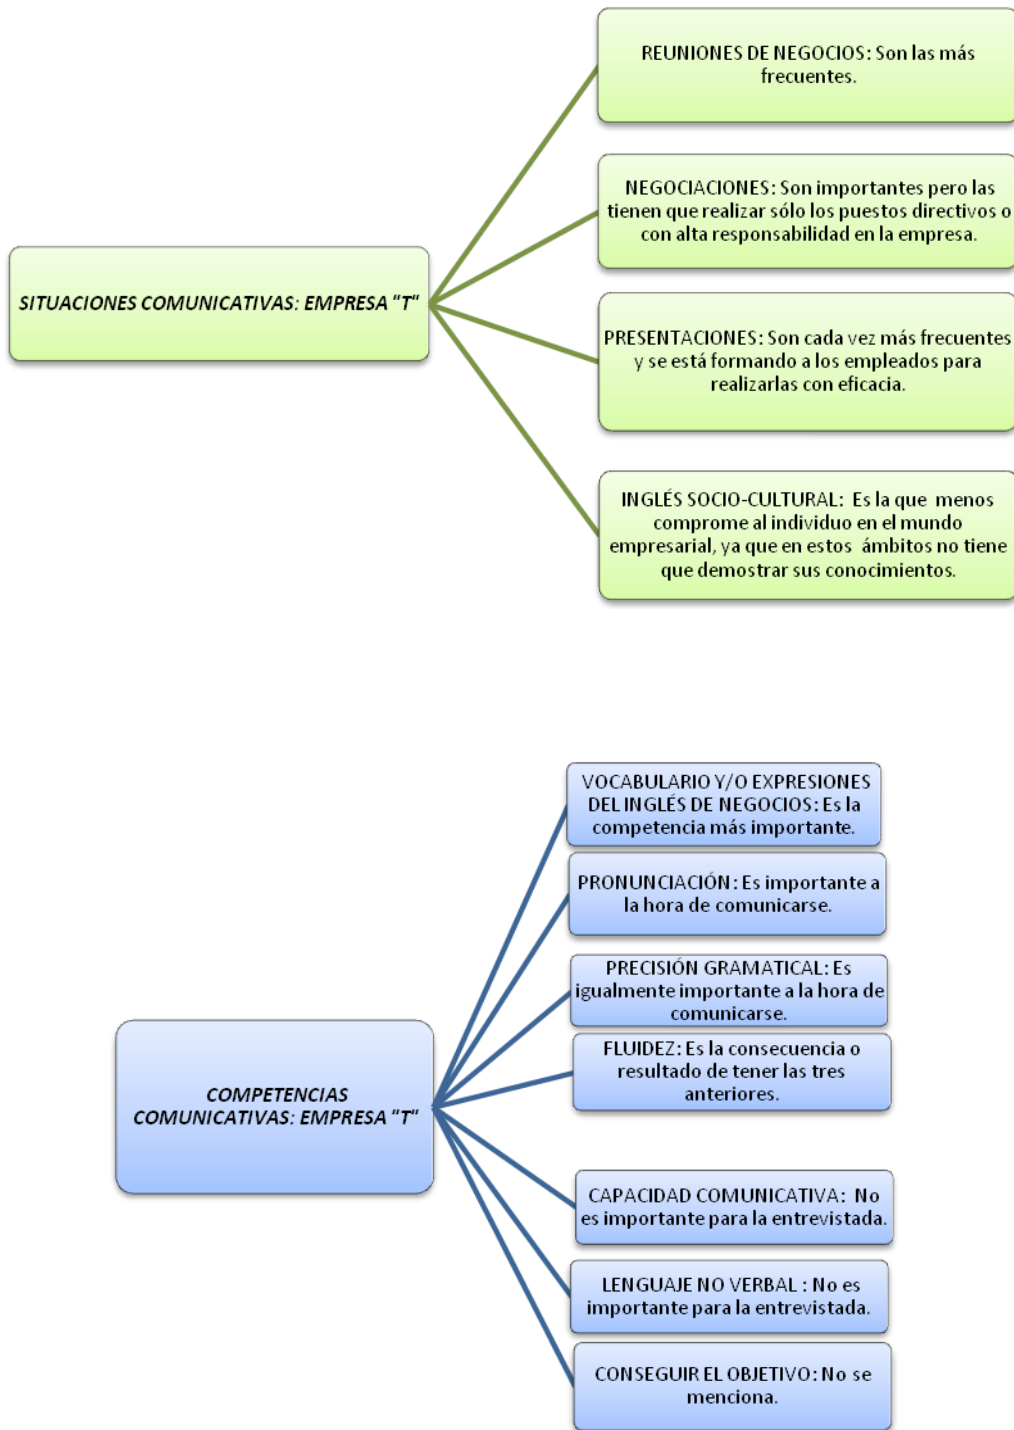 REUNIONES DE NEGOCIOS: Son las más
frecuentes.
NEGOCIACIONES: Son importantes pero las
tienen que realizar sólo los puestos directivos o
con alta responsabilidad en la empresa.
SITUACIONES COMUNICATIVAS: EMPRESA "T"
PRESENTACIONES: Son cada vez más frecuentes
y se está formando a los empleados para
realizarlas con eficacia.
INGLÉS SOCIO-CULTURAL: Es la que menos
comprome al individuo en el mundo
empresarial, ya que en estos ámbitos no tiene
que demostrar sus conocimientos.
VOCABULARIO Y/O EXPRESIONES
DEL INGLÉS DE NEGOCIOS: Es la
competencia más importante.
PRONUNCIACIÓN: Es importante a
la hora de comunicarse.
PRECISIÓN GRAMATICAL: Es
igualmente importante a la hora de
comunicarse.
FLUIDEZ: Es la consecuencia o
resultado de tener las tres
anteriores.
COMPETENCIAS
COMUNICATIVAS: EMPRESA "T"
CAPACIDAD COMUNICATIVA: No
es importante para la entrevistada.
LENGUAJE NO VERBAL : No es
importante para la entrevistada.
CONSEGUIR EL OBJETIVO: No se
menciona.